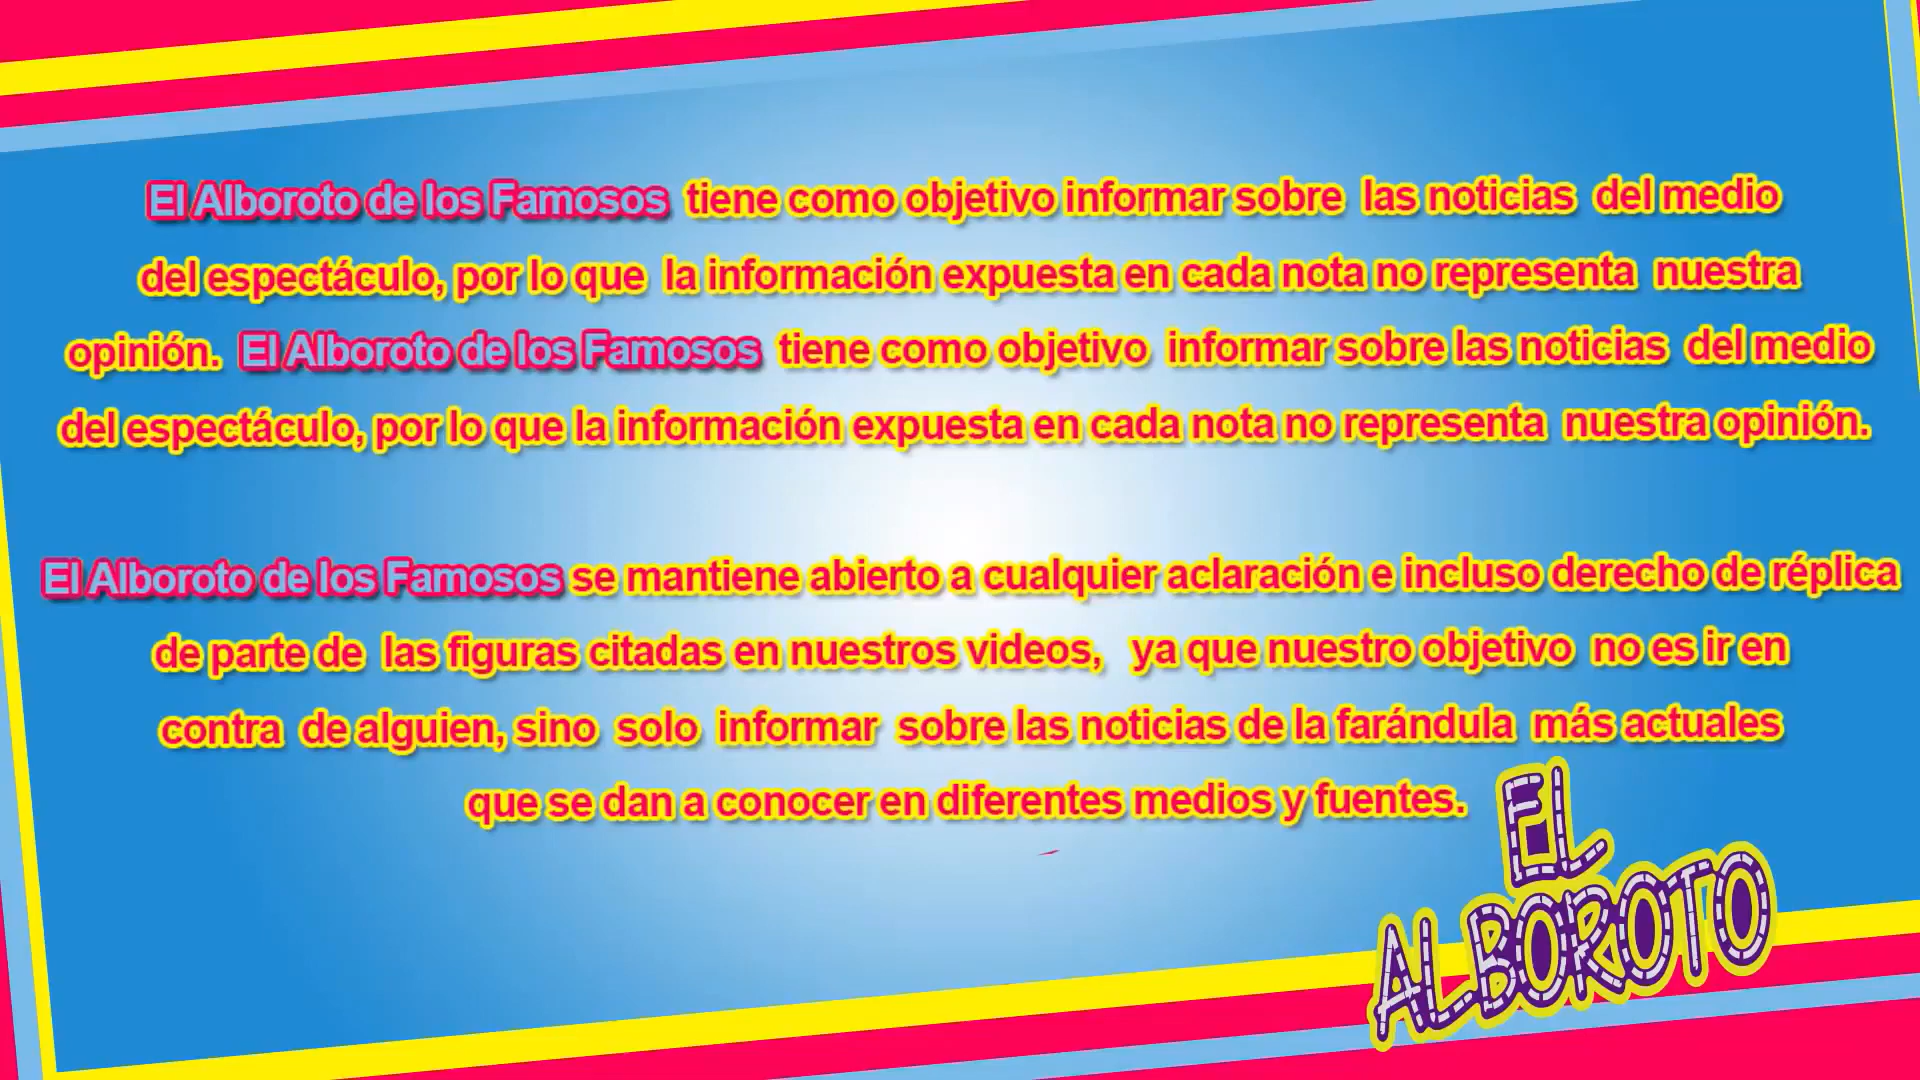 El Alboroto de los Famosos tiene como objetivo informar sobre las noticias del medio
del espectáculo, por lo que la información expuesta en cada nota no representa nuestra
opinión. El Alboroto de los Famosos tiene como objetivo informar sobre las noticias del medio
del espectáculo, por lo que la información expuesta en cada nota no representa nuestra opinión.
El Alboroto de los Famosos se mantiene abierto a cualquier aclaración e incluso derecho de réplica
de parte de las figuras citadas en nuestros videos, ya que nuestro objetivo no es ir en
contra de alguien, sino solo informar sobre las noticias de la farándula más actuales
que se dan a conocer en diferentes medios y fuentes.
EL
ALBOROTO